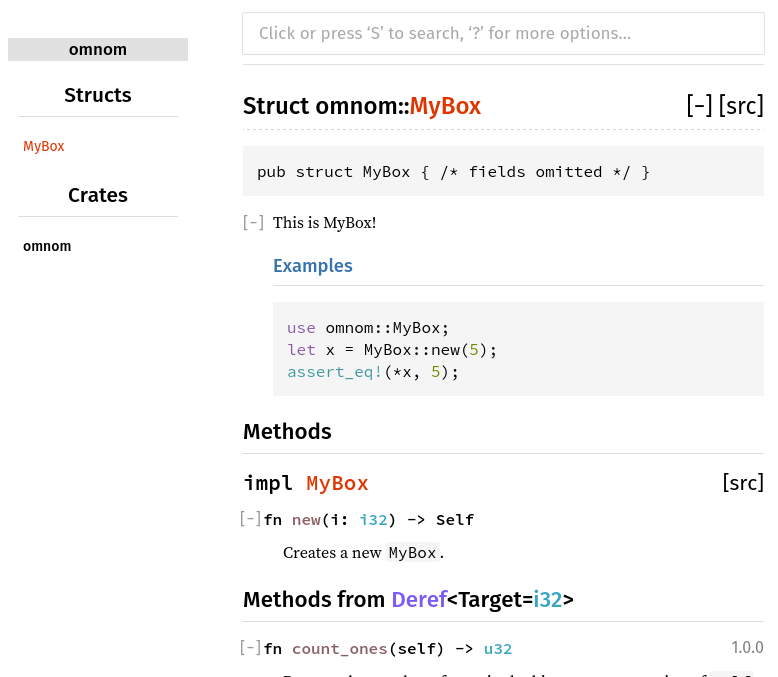 omnom
Structs
MyBox
Crates
omnom
Click or press ‘S’ to search, ‘?’ for more options…
Struct omnom::MyBox [−] [src]
pub struct MyBox { /* fields omitted */ }
[−] This is MyBox!
Examples
use omnom::MyBox;
let x = MyBox::new(5);
assert_eq!(*x, 5);
Methods
impl MyBox [src]
[−] fn new(i: i32) -> Self
Creates a new MyBox.
Methods from Deref<Target=i32>
[−] fn count_ones(self) -> u32 1.0.0